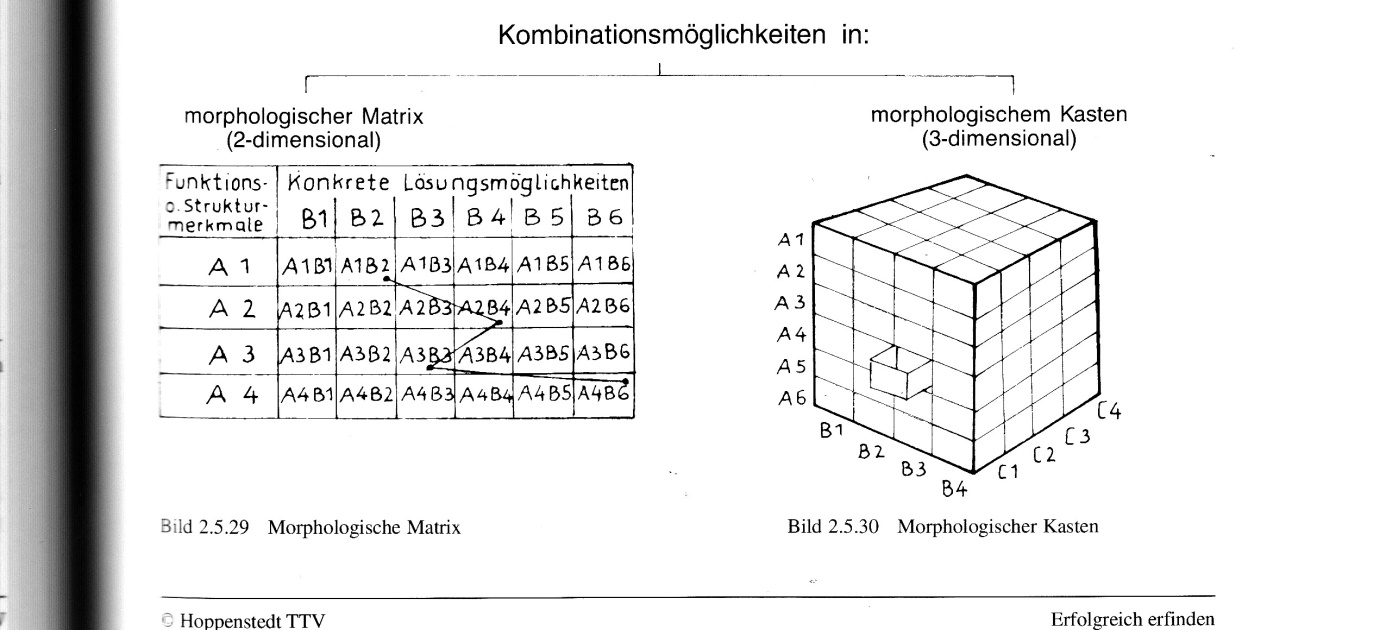 Kombinationsmöglichkeiten in:
morphologischer Matrix
(2-dimensional)
Funktions-
o. Struktur-
merkmale
Konkrete Lösungsmöglichkeiten
B1 B2 B3 B4 B5 B6
A 1 A1B1 A1B2 A1B3 A1B4 A1B5 A1B6
A 2 A2B1 A2B2 A2B3 A2B4 A2B5 A2B6
A 3 A3B1 A3B2 A3B3 A3B4 A3B5 A3B6
A 4 A4B1 A4B2 A4B3 A4B4 A4B5 A4B6
Bild 2.5.29 Morphologische Matrix
morphologischem Kasten
(3-dimensional)
A1
A2
A3
A4
A5
A6
B1
B2
B3
B4
C1
C2
C3
C4
Bild 2.5.30 Morphologischer Kasten
© Hoppenstedt TTV
Erfolgreich erfinden